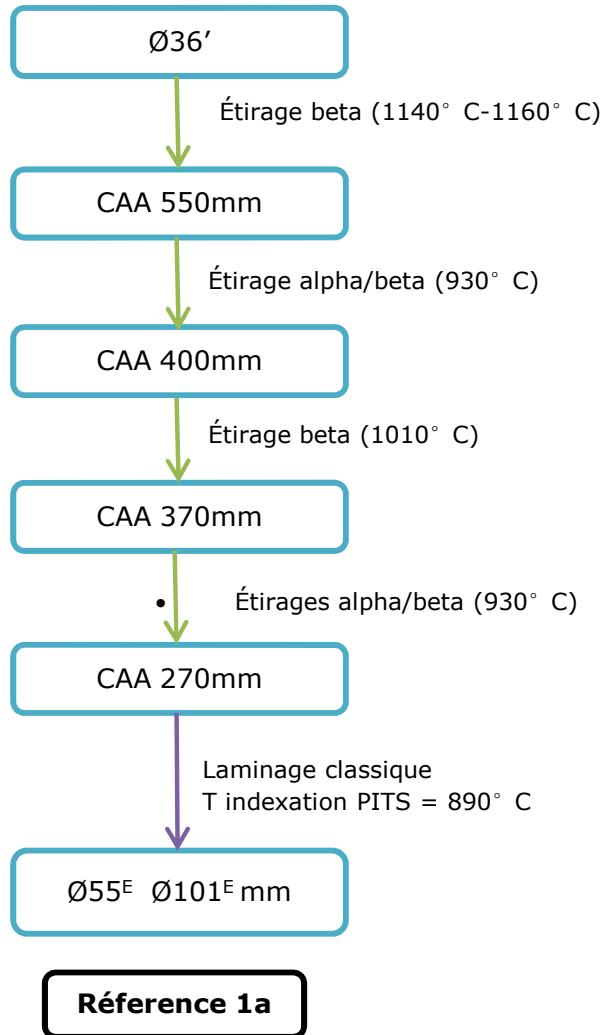 Ø36′
Étirage beta (1140° C-1160° C)
CAA 550mm
Étirage alpha/beta (930° C)
CAA 400mm
Étirage beta (1010° C)
CAA 370mm
• Étirages alpha/beta (930° C)
CAA 270mm
Laminage classique
T indexation PITS = 890° C
Ø55ᴱ Ø101ᴱ mm
Réference 1a